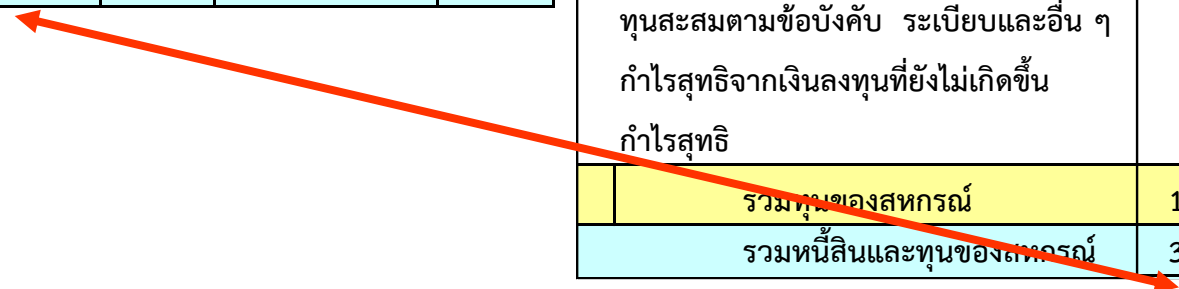 ทุนสะสมตามข้อบังคับ ระเบียบและอื่น ๆ
กำไรสุทธิจากเงินลงทุนที่ยังไม่เกิดขึ้น
กำไรสุทธิ
รวมทุนของสหกรณ์ 1
รวมหนี้สินและทุนของสหกรณ์ 3